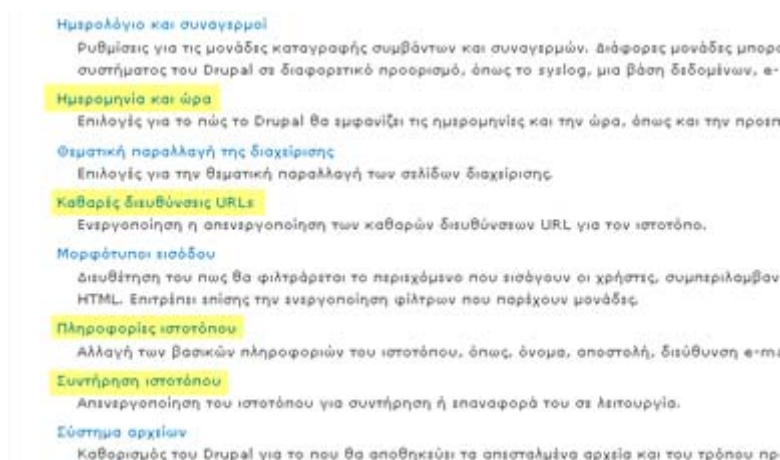 Ημερολόγιο και συναγερμοί
Ρυθμίσεις για τις μονάδες καταγραφής συμβάντων και συναγερμών. Διάφορες μονάδες
συστήματος του Drupal σε διαφορετικό προορισμό, όπως το syslog, μια βάση δεδομένων,
Ημερομηνία και ώρα
Επιλογές για το πώς το Drupal θα εμφανίζει τις ημερομηνίες και την ώρα, όπως και την
Θεματική παραλλαγή της διαχείρισης
Επιλογές για την θεματική παραλλαγή των σελίδων διαχείρισης.
Καθαρές διευθύνσεις URLs
Ενεργοποίηση η απενεργοποίηση των καθαρών διευθύνσεων URL για τον ιστοτόπο.
Μορφότυποι εισόδου
Διευθέτηση του πως θα φιλτράρεται το περιεχόμενο που εισάγουν οι χρήστες,
HTML. Επιτρέπει επίσης την ενεργοποίηση φίλτρων που παρέχουν μονάδες.
Πληροφορίες ιστοτόπου
Αλλαγή των βασικών πληροφοριών του ιστοτόπου, όπως, όνομα, αποστολή, διεύθυνση
Συντήρηση ιστοτόπου
Απενεργοποίηση του ιστοτόπου για συντήρηση ή επαναφορά του σε λειτουργία.
Σύστημα αρχείων
Καθορισμός του Drupal για το που θα αποθηκεύει τα απεσταλμένα αρχεία και του τρόπου